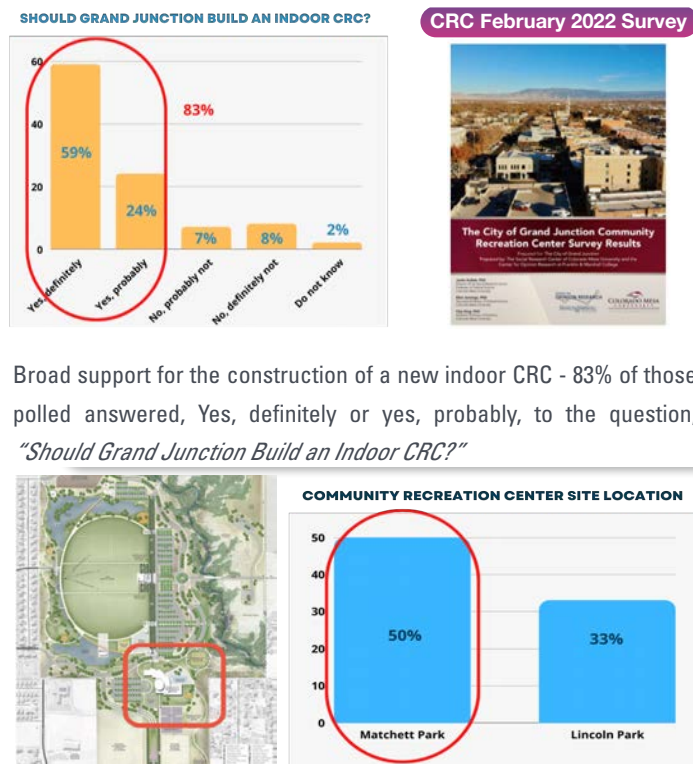 SHOULD GRAND JUNCTION BUILD AN INDOOR CRC?
60
40
20
0
59%
24%
83%
7%
8%
2%
Yes, definitely
Yes, probably
No, probably not
No, definitely not
Do not know
CRC February 2022 Survey
The City of Grand Junction Community
Recreation Center Survey Results
COLORADO MESA
Broad support for the construction of a new indoor CRC - 83% of those
polled answered, Yes, definitely or yes, probably, to the question,
“Should Grand Junction Build an Indoor CRC?”
COMMUNITY RECREATION CENTER SITE LOCATION
50
40
30
20
10
0
50%
33%
Matchett Park
Lincoln Park